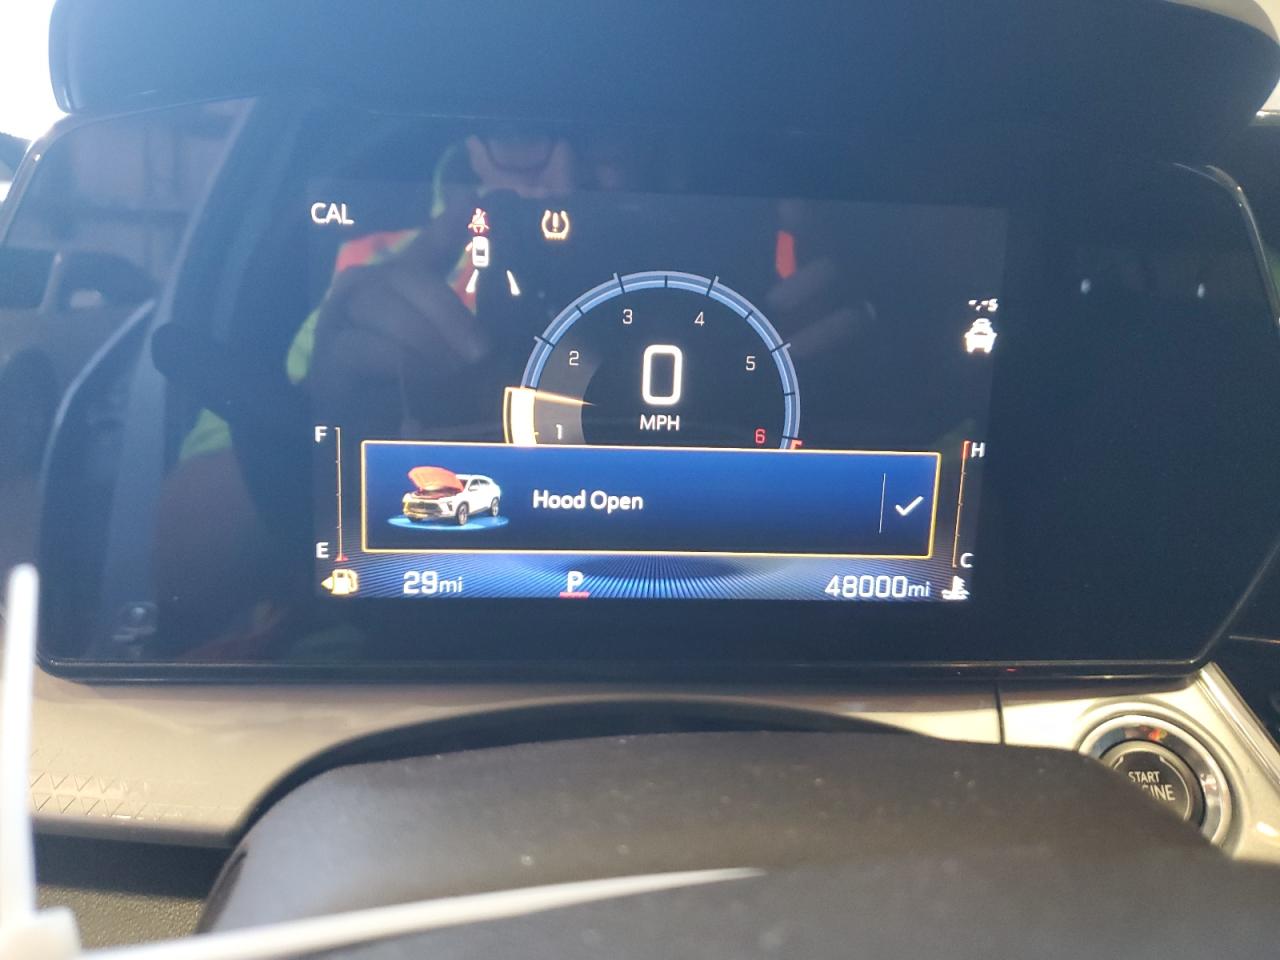 CAL
3 4
2 5
0
MPH
1 6
F H
Hood Open
E C
29mi P 48000mi
START